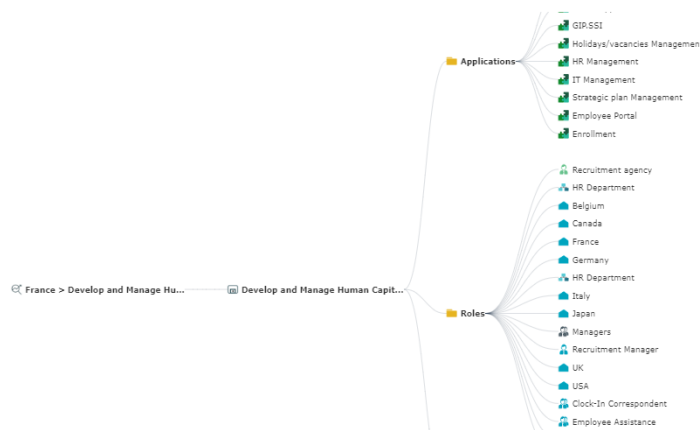 GIP.SSI
Holidays/vacancies Managemen
Applications
HR Management
IT Management
Strategic plan Management
Employee Portal
Enrollment
Recruitment agency
HR Department
Belgium
Canada
France
Germany
HR Department
France > Develop and Manage Hu...
Develop and Manage Human Capit...
Italy
Roles
Japan
Managers
Recruitment Manager
UK
USA
Clock-In Correspondent
Employee Assistance